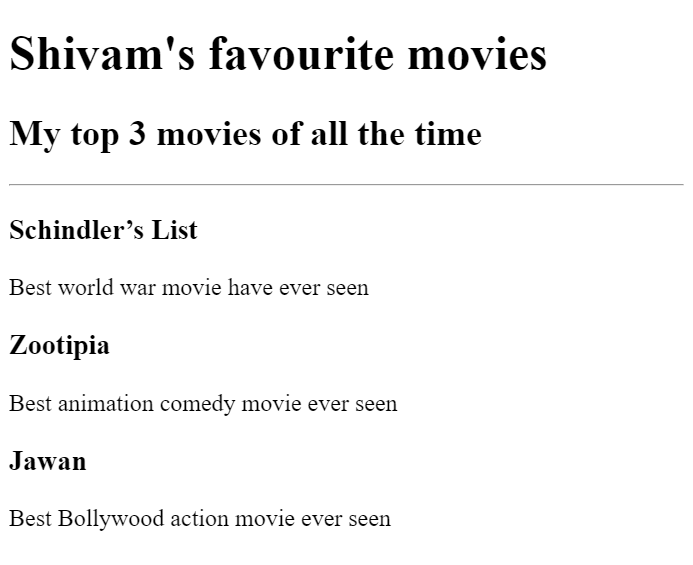 Shivam's favourite movies
My top 3 movies of all the time
Schindler’s List
Best world war movie have ever seen
Zootipia
Best animation comedy movie ever seen
Jawan
Best Bollywood action movie ever seen